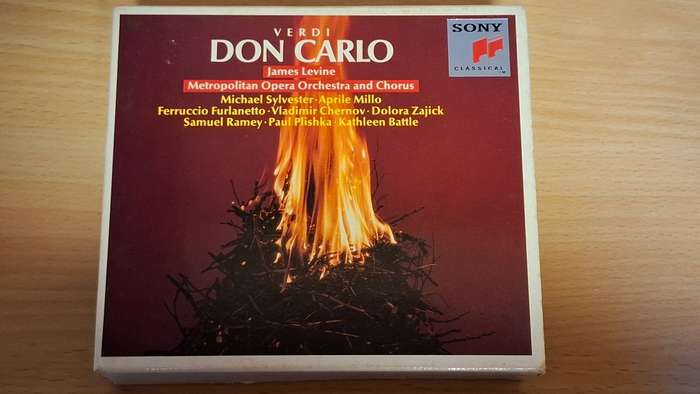 VERDI
DON CARLO
James Levine
Metropolitan Opera Orchestra and Chorus
Michael Sylvester · Aprile Millo
Ferruccio Furlanetto · Vladimir Chernov · Dolora Zajick
Samuel Ramey · Paul Plishka · Kathleen Battle
SONY
CLASSICAL